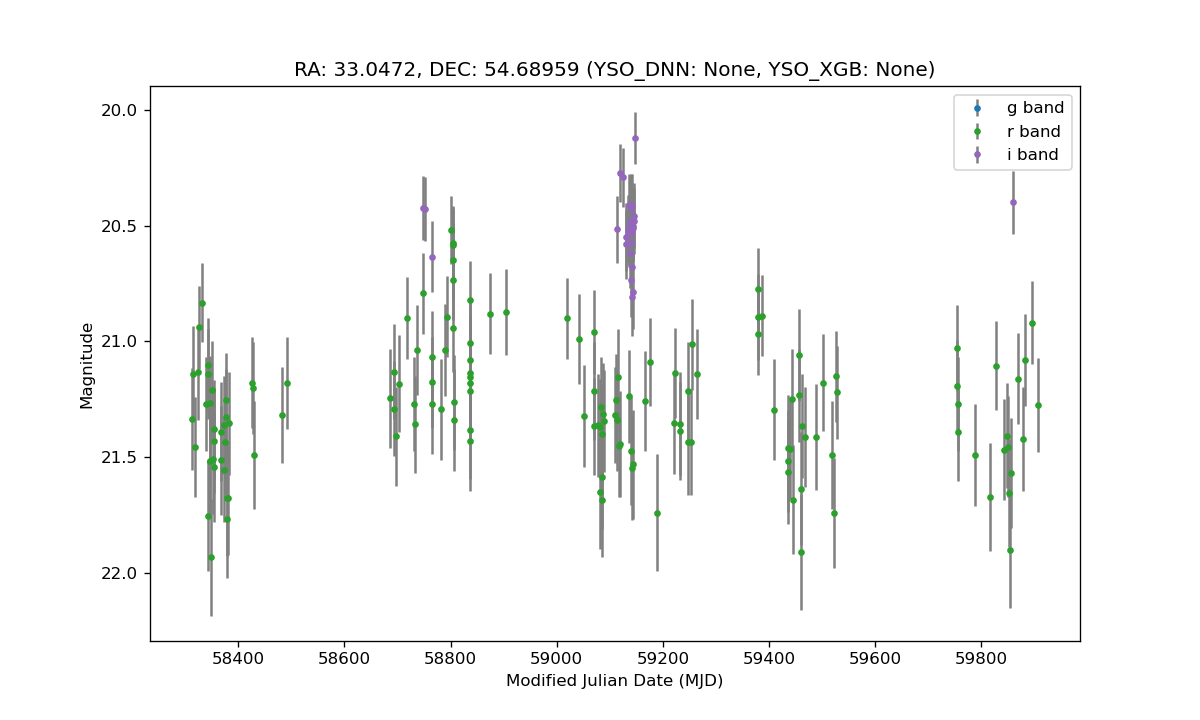 RA: 33.0472, DEC: 54.68959 (YSO_DNN: None, YSO_XGB: None)
g band
r band
i band
20.0
20.5
21.0
21.5
22.0
Magnitude
58400 58600 58800 59000 59200 59400 59600 59800
Modified Julian Date (MJD)